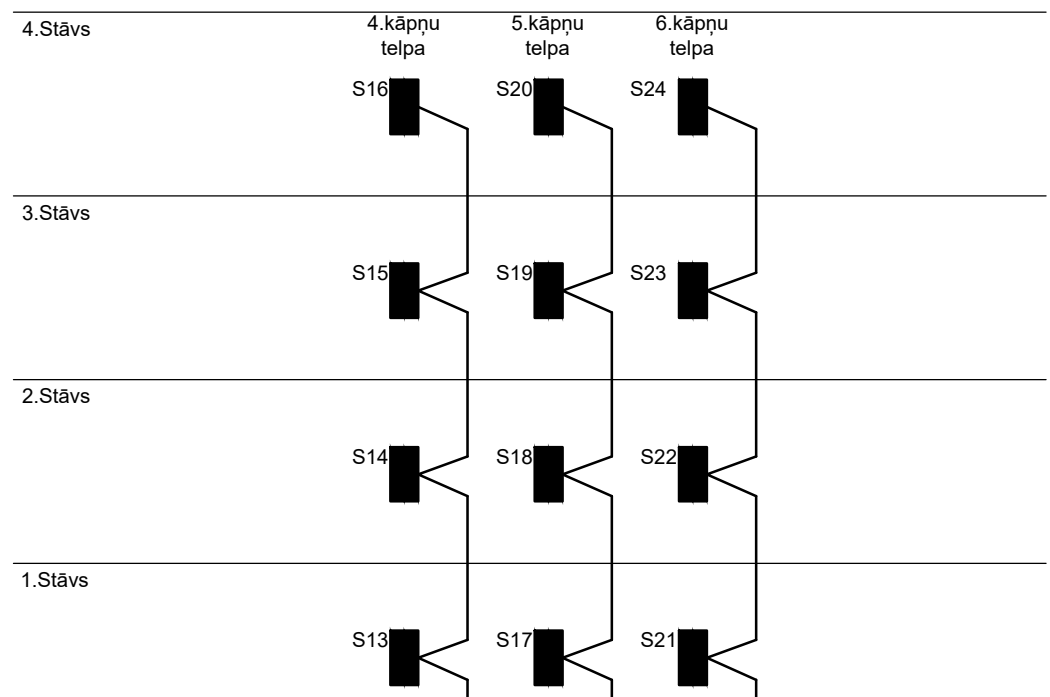 4.Stāvs
4.kāpņu
telpa
5.kāpņu
telpa
6.kāpņu
telpa
S16
S20
S24
3.Stāvs
S15
S19
S23
2.Stāvs
S14
S18
S22
1.Stāvs
S13
S17
S21